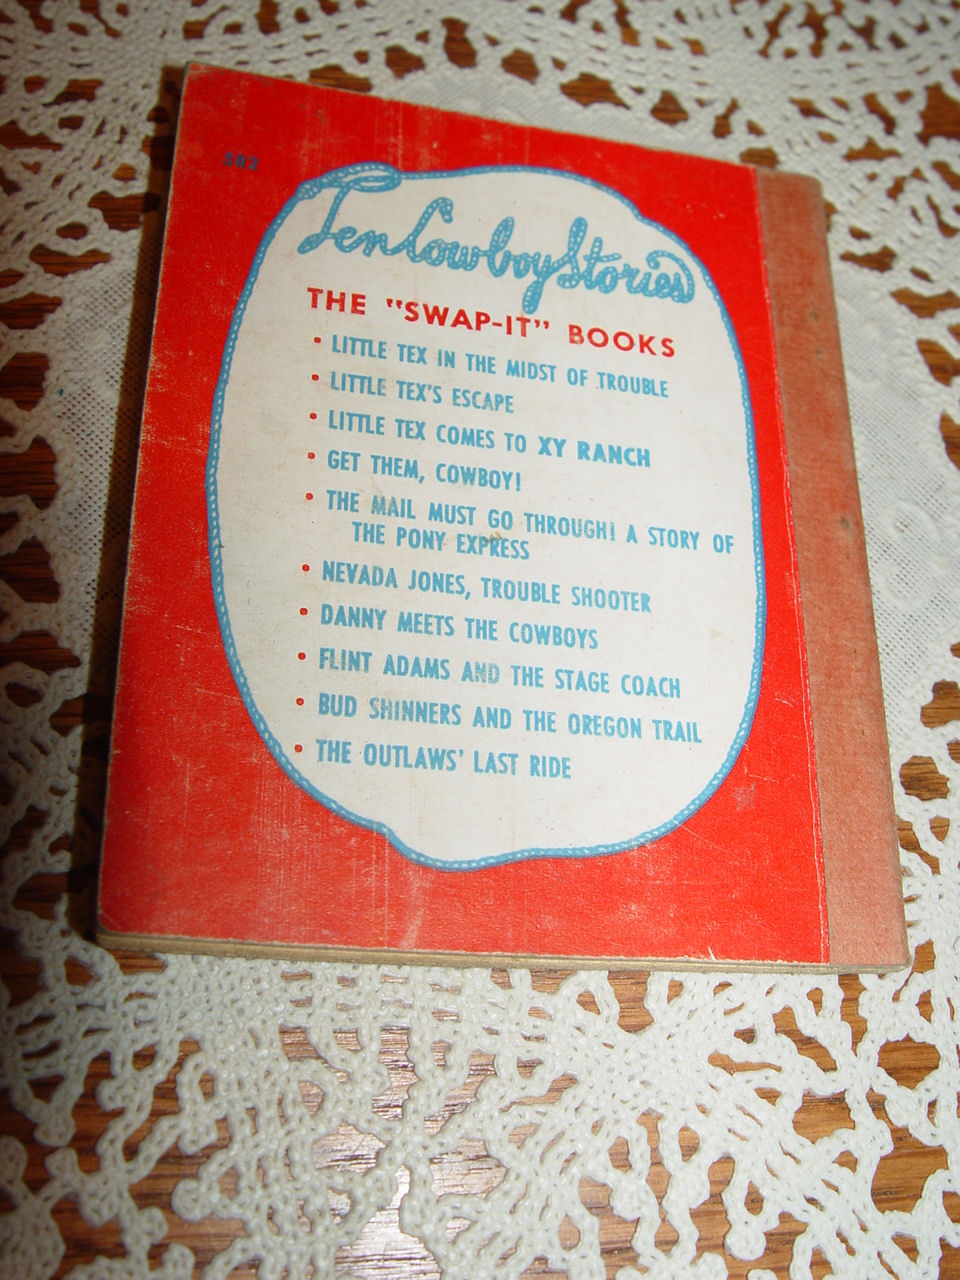 582
Ten Cowboy Stories
THE "SWAP-IT" BOOKS
• LITTLE TEX IN THE MIDST OF TROUBLE
• LITTLE TEX'S ESCAPE
• LITTLE TEX COMES TO XY RANCH
• GET THEM, COWBOY!
• THE MAIL MUST GO THROUGH! A STORY OF
THE PONY EXPRESS
• NEVADA JONES, TROUBLE SHOOTER
• DANNY MEETS THE COWBOYS
• FLINT ADAMS AND THE STAGE COACH
• BUD SHINNERS AND THE OREGON TRAIL
• THE OUTLAWS' LAST RIDE